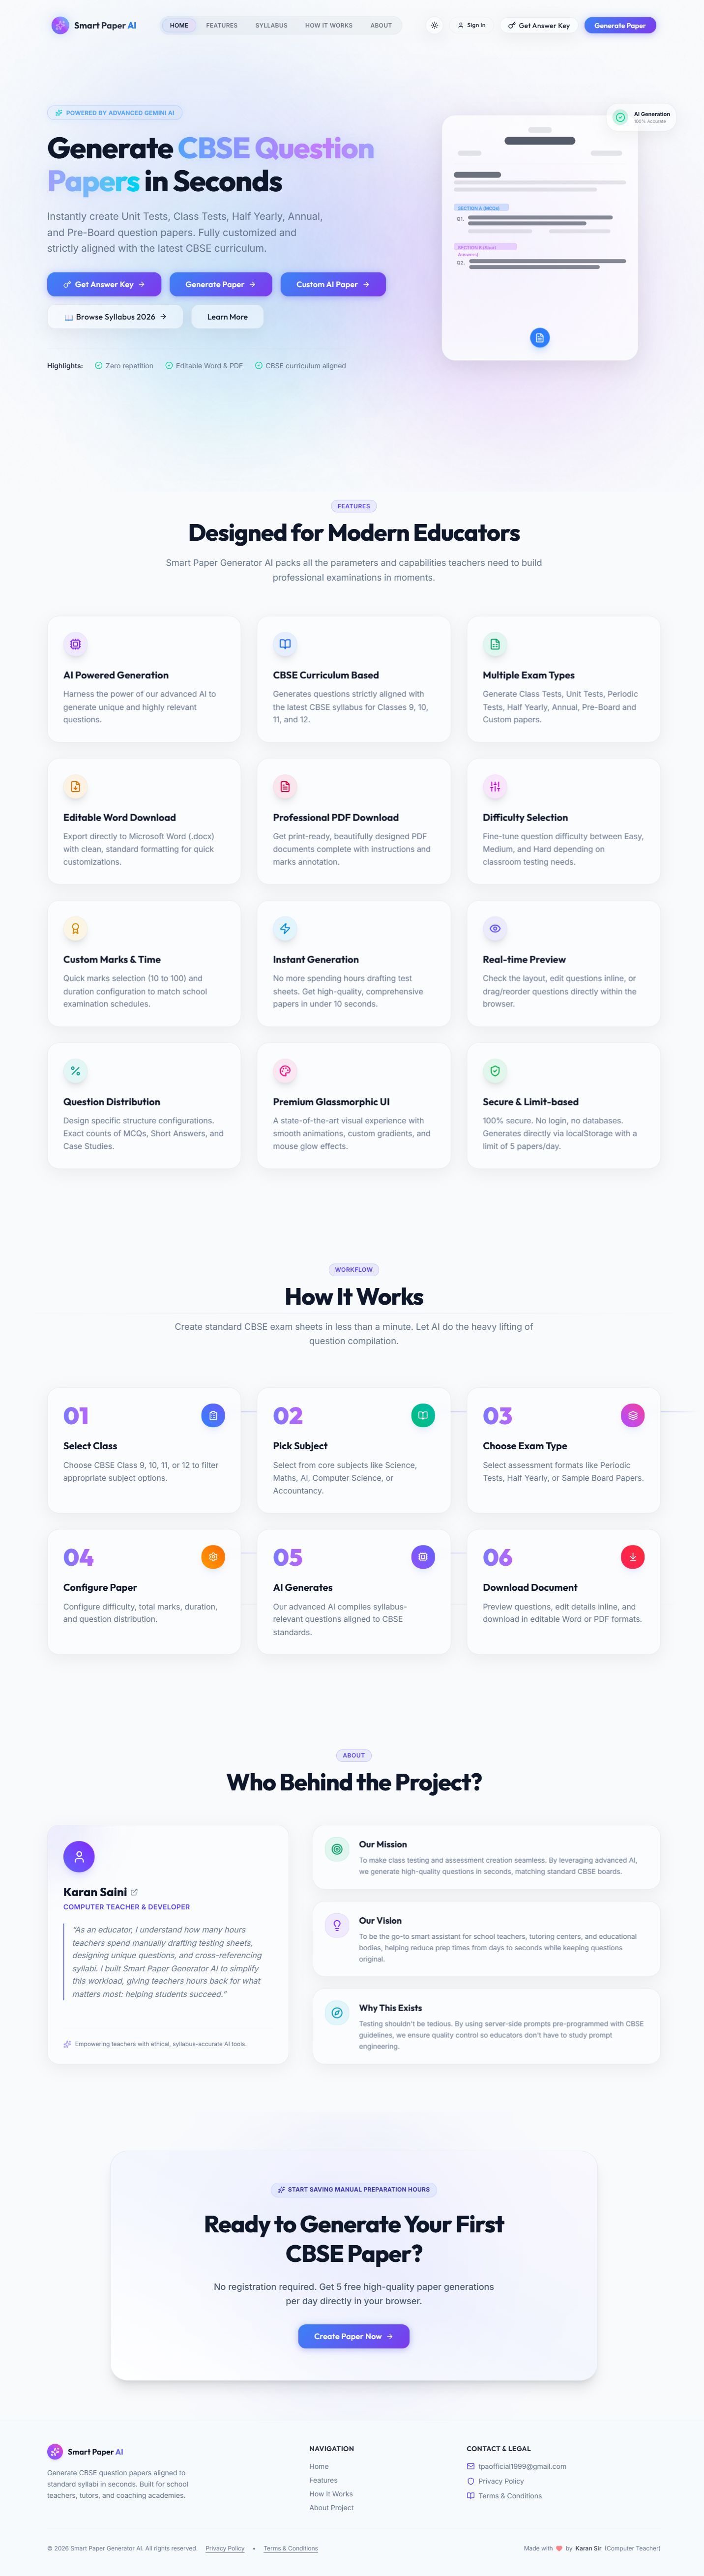 Smart Paper AI
HOME FEATURES SYLLABUS HOW IT WORKS ABOUT
Sign In
Get Answer Key
Generate Paper
POWERED BY ADVANCED GEMINI AI
Generate CBSE Question
Papers in Seconds
Instantly create Unit Tests, Class Tests, Half Yearly, Annual,
and Pre-Board question papers. Fully customized and
strictly aligned with the latest CBSE curriculum.
Get Answer Key →
Generate Paper →
Custom AI Paper →
Browse Syllabus 2026 →
Learn More
Highlights: Zero repetition Editable Word & PDF CBSE curriculum aligned
AI Generation
100% Accurate
SECTION A (MCQs)
Q1.
SECTION B (Short
Answers)
Q2.
FEATURES
Designed for Modern Educators
Smart Paper Generator AI packs all the parameters and capabilities teachers need to build
professional examinations in moments.
AI Powered Generation
Harness the power of our advanced AI to
generate unique and highly relevant
questions.
CBSE Curriculum Based
Generates questions strictly aligned with
the latest CBSE syllabus for Classes 9, 10,
11, and 12.
Multiple Exam Types
Generate Class Tests, Unit Tests, Periodic
Tests, Half Yearly, Annual, Pre-Board and
Custom papers.
Editable Word Download
Export directly to Microsoft Word (.docx)
with clean, standard formatting for quick
customizations.
Professional PDF Download
Get print-ready, beautifully designed PDF
documents complete with instructions and
marks annotation.
Difficulty Selection
Fine-tune question difficulty between Easy,
Medium, and Hard depending on
classroom testing needs.
Custom Marks & Time
Quick marks selection (10 to 100) and
duration configuration to match school
examination schedules.
Instant Generation
No more spending hours drafting test
sheets. Get high-quality, comprehensive
papers in under 10 seconds.
Real-time Preview
Check the layout, edit questions inline, or
drag/reorder questions directly within the
browser.
Question Distribution
Design specific structure configurations.
Exact counts of MCQs, Short Answers, and
Case Studies.
Premium Glassmorphic UI
A state-of-the-art visual experience with
smooth animations, custom gradients, and
mouse glow effects.
Secure & Limit-based
100% secure. No login, no databases.
Generates directly via localStorage with a
limit of 5 papers/day.
WORKFLOW
How It Works
Create standard CBSE exam sheets in less than a minute. Let AI do the heavy lifting of
question compilation.
01
Select Class
Choose CBSE Class 9, 10, 11, or 12 to filter
appropriate subject options.
02
Pick Subject
Select from core subjects like Science,
Maths, AI, Computer Science, or
Accountancy.
03
Choose Exam Type
Select assessment formats like Periodic
Tests, Half Yearly, or Sample Board Papers.
04
Configure Paper
Configure difficulty, total marks, duration,
and question distribution.
05
AI Generates
Our advanced AI compiles syllabus-
relevant questions aligned to CBSE
standards.
06
Download Document
Preview questions, edit details inline, and
download in editable Word or PDF formats.
ABOUT
Who Behind the Project?
Karan Saini
COMPUTER TEACHER & DEVELOPER
"As an educator, I understand how many hours
teachers spend manually drafting testing sheets,
designing unique questions, and cross-referencing
syllabi. I built Smart Paper Generator AI to simplify
this workload, giving teachers hours back for what
matters most: helping students succeed."
Empowering teachers with ethical, syllabus-accurate AI tools.
Our Mission
To make class testing and assessment creation seamless. By leveraging advanced AI,
we generate high-quality questions in seconds, matching standard CBSE boards.
Our Vision
To be the go-to smart assistant for school teachers, tutoring centers, and educational
bodies, helping reduce prep times from days to seconds while keeping questions
original.
Why This Exists
Testing shouldn't be tedious. By using server-side prompts pre-programmed with CBSE
guidelines, we ensure quality control so educators don't have to study prompt
engineering.
START SAVING MANUAL PREPARATION HOURS
Ready to Generate Your First
CBSE Paper?
No registration required. Get 5 free high-quality paper generations
per day directly in your browser.
Create Paper Now →
Smart Paper AI
Generate CBSE question papers aligned to
standard syllabi in seconds. Built for school
teachers, tutors, and coaching academies.
NAVIGATION
Home
Features
How It Works
About Project
CONTACT & LEGAL
tpaofficial1999@gmail.com
Privacy Policy
Terms & Conditions
© 2026 Smart Paper Generator AI. All rights reserved. Privacy Policy • Terms & Conditions
Made with ❤️ by Karan Sir (Computer Teacher)